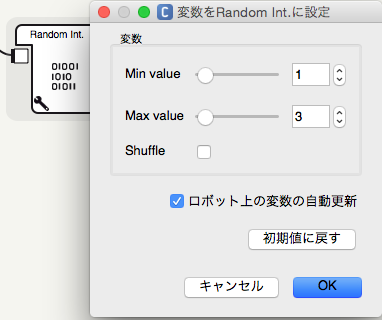 変数をRandom Int.に設定
Random Int.
01001
1010
01011
変数
Min value 1
Max value 3
Shuffle
ロボット上の変数の自動更新
初期値に戻す
キャンセル OK